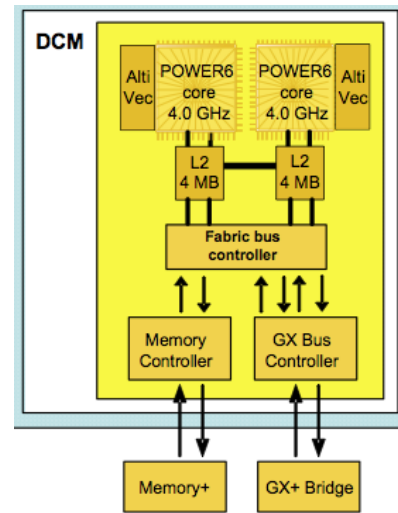 DCM
Alti
Vec
POWER6
core
4.0 GHz
POWER6
core
4.0 GHz
Alti
Vec
L2
4 MB
L2
4 MB
Fabric bus
controller
Memory
Controller
GX Bus
Controller
Memory+
GX+ Bridge